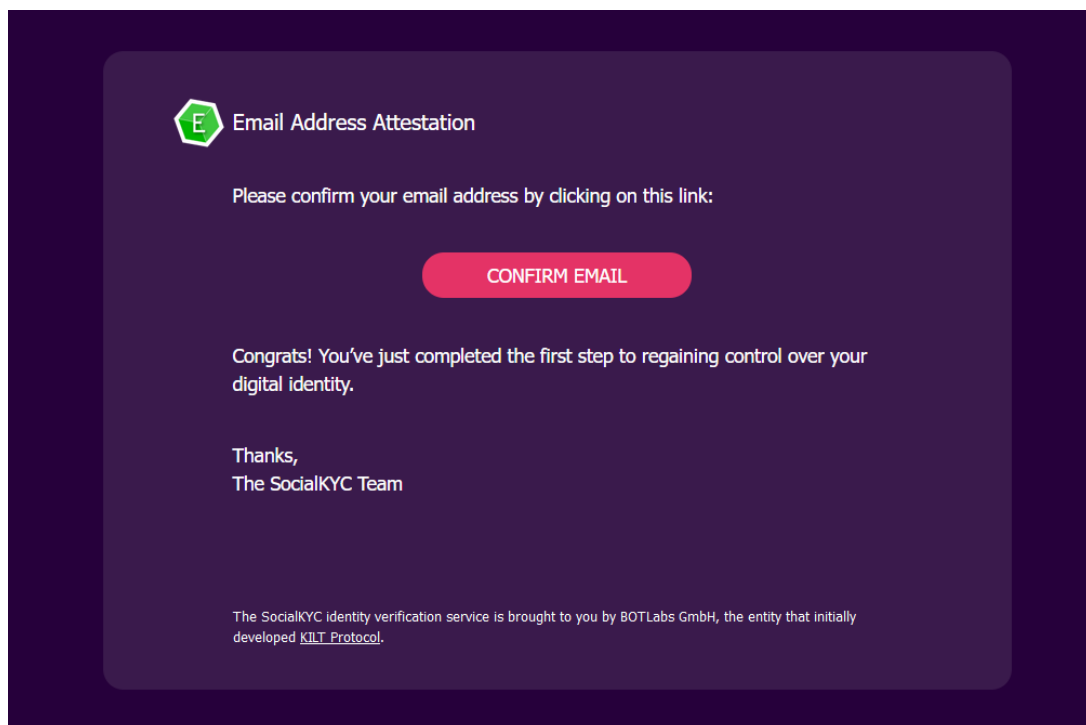 E
Email Address Attestation
Please confirm your email address by clicking on this link:
CONFIRM EMAIL
Congrats! You’ve just completed the first step to regaining control over your
digital identity.
Thanks,
The SocialKYC Team
The SocialKYC identity verification service is brought to you by BOTLabs GmbH, the entity that initially
developed KILT Protocol.